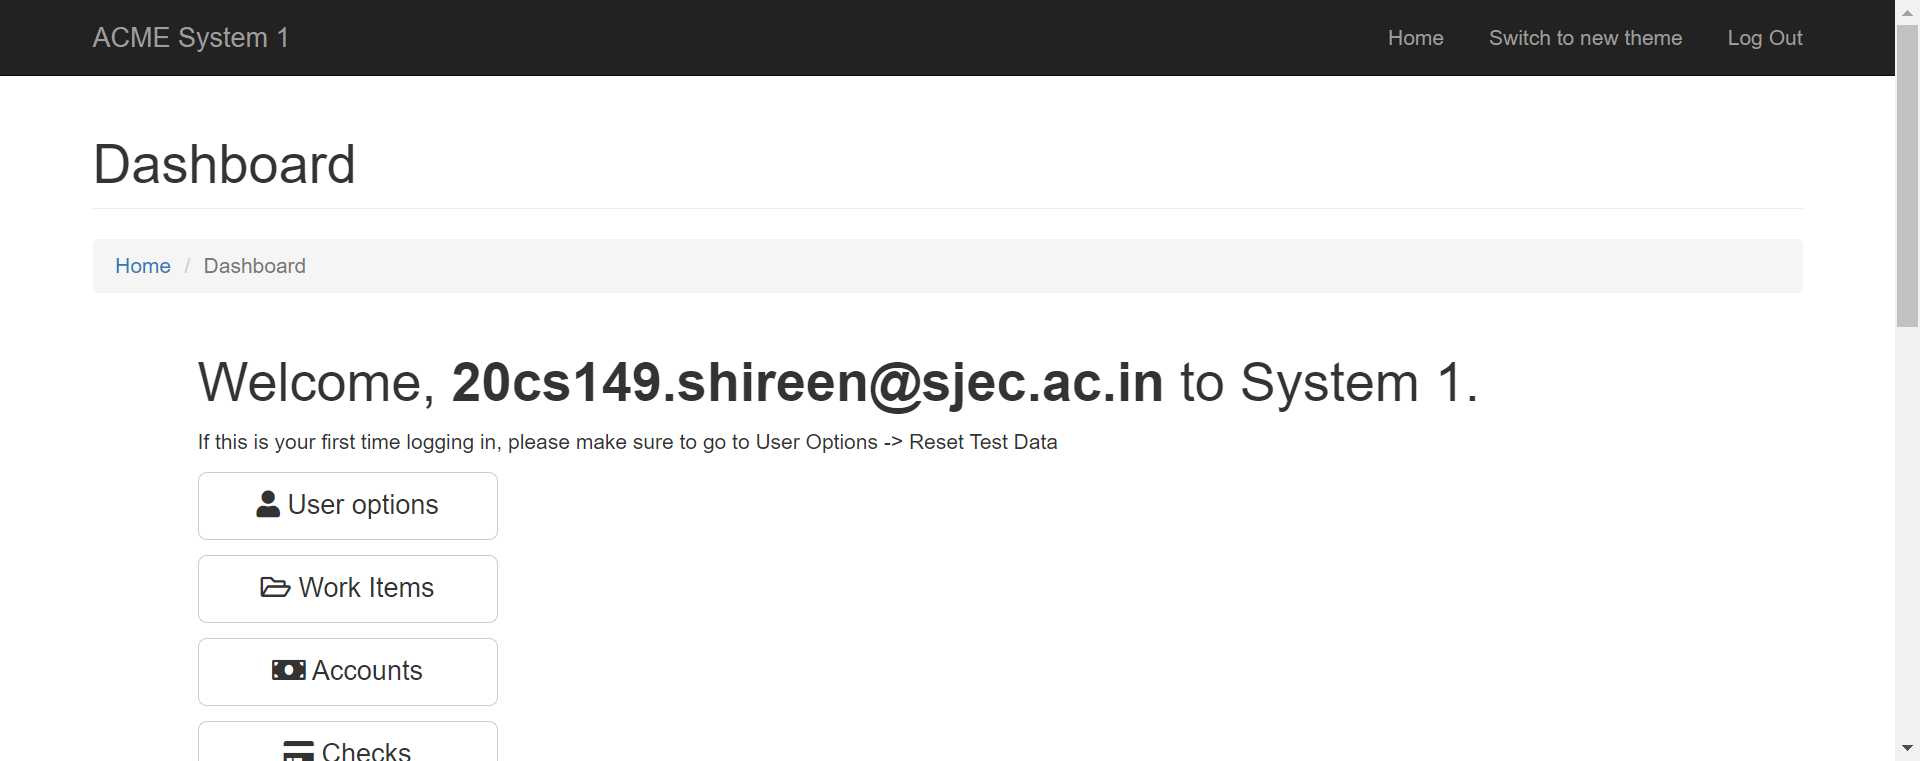 ACME System 1 Home Switch to new theme Log Out
Dashboard
Home / Dashboard
Welcome, 20cs149.shireen@sjec.ac.in to System 1.
If this is your first time logging in, please make sure to go to User Options -> Reset Test Data
User options
Work Items
Accounts
Checks